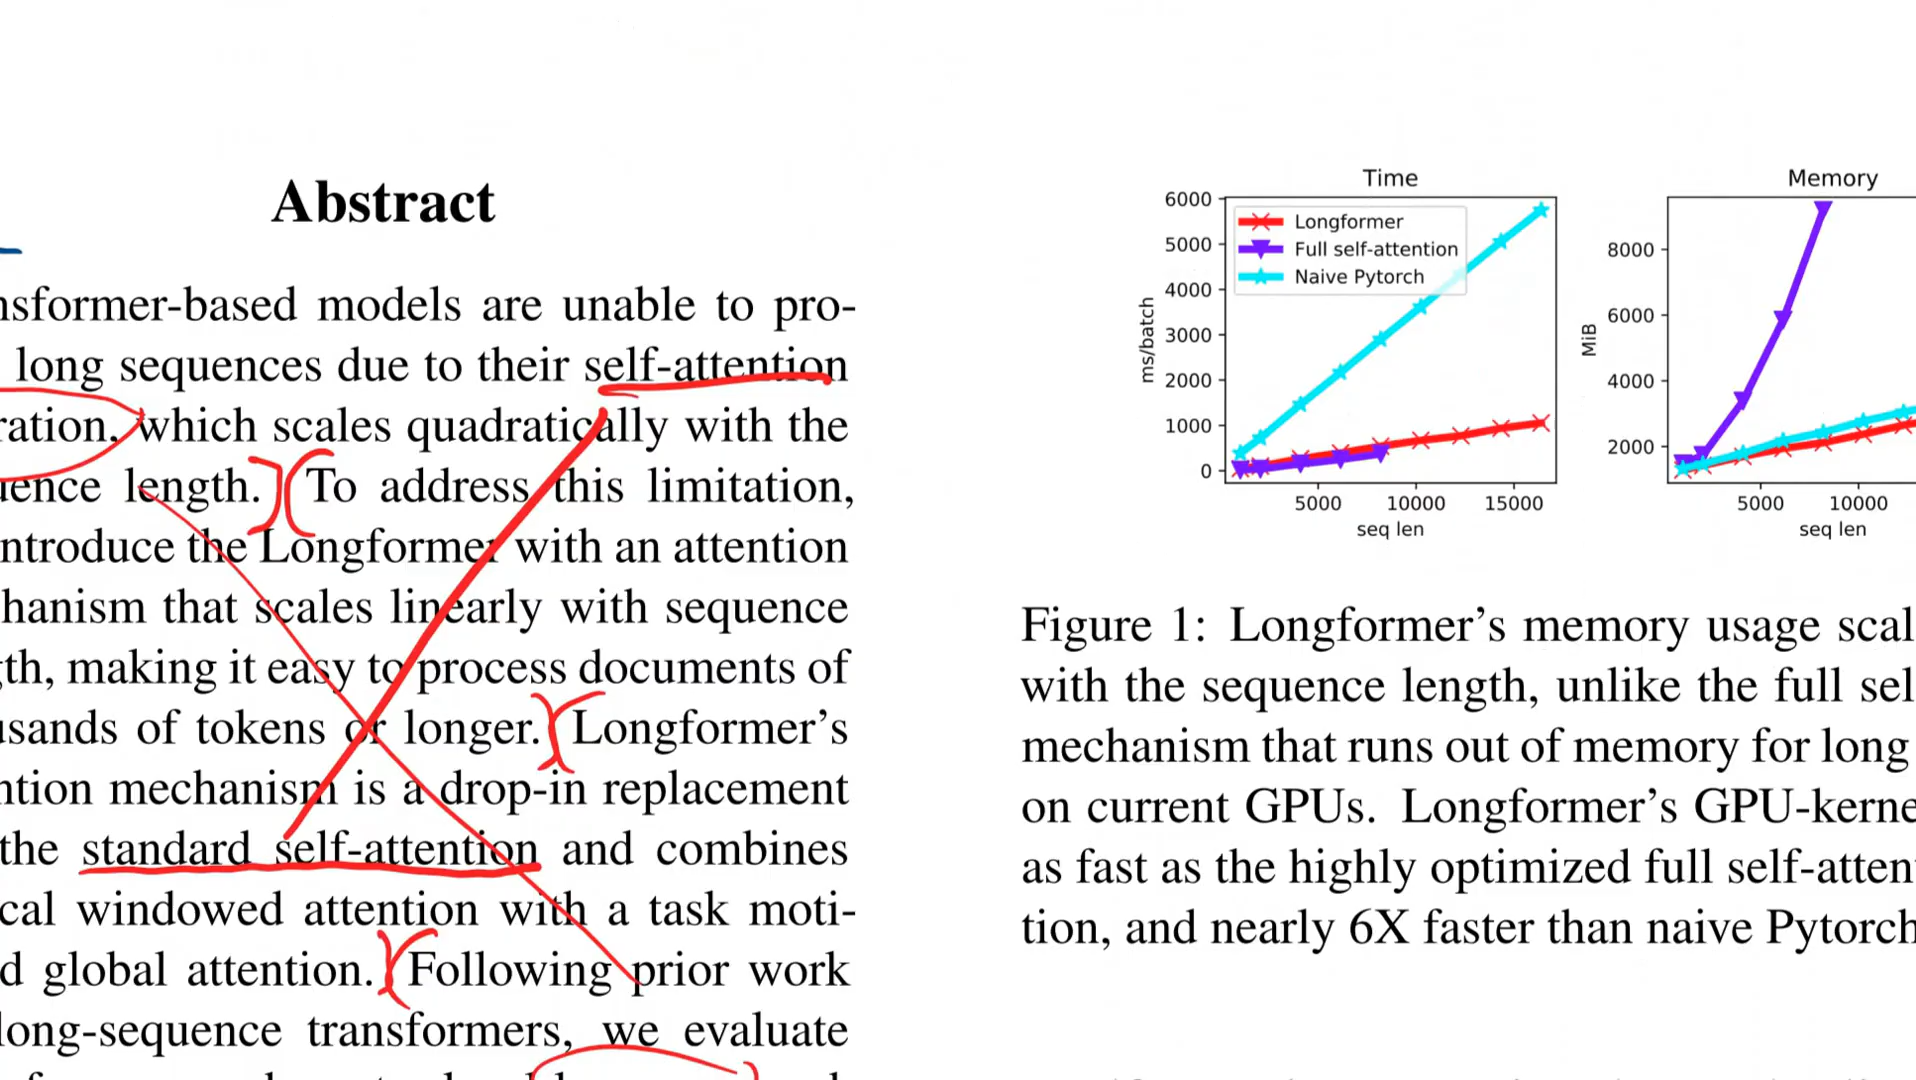 Abstract
nsformer-based models are unable to pro-
long sequences due to their self-attention
ration, which scales quadratically with the
uence length. To address this limitation,
ntroduce the Longformer with an attention
hanism that scales linearly with sequence
gth, making it easy to process documents of
usands of tokens or longer. Longformer's
ntion mechanism is a drop-in replacement
the standard self-attention and combines
cal windowed attention with a task moti-
d global attention. Following prior work
long-sequence transformers, we evaluate
Time
6000
5000
4000
3000
2000
1000
0
ms/batch
Longformer
Full self-attention
Naive Pytorch
5000 10000 15000
seq len
Memory
8000
6000
4000
2000
MiB
5000 10000
seq len
Figure 1: Longformer's memory usage scal
with the sequence length, unlike the full sel
mechanism that runs out of memory for long
on current GPUs. Longformer's GPU-kerne
as fast as the highly optimized full self-atten
tion, and nearly 6X faster than naive Pytorch